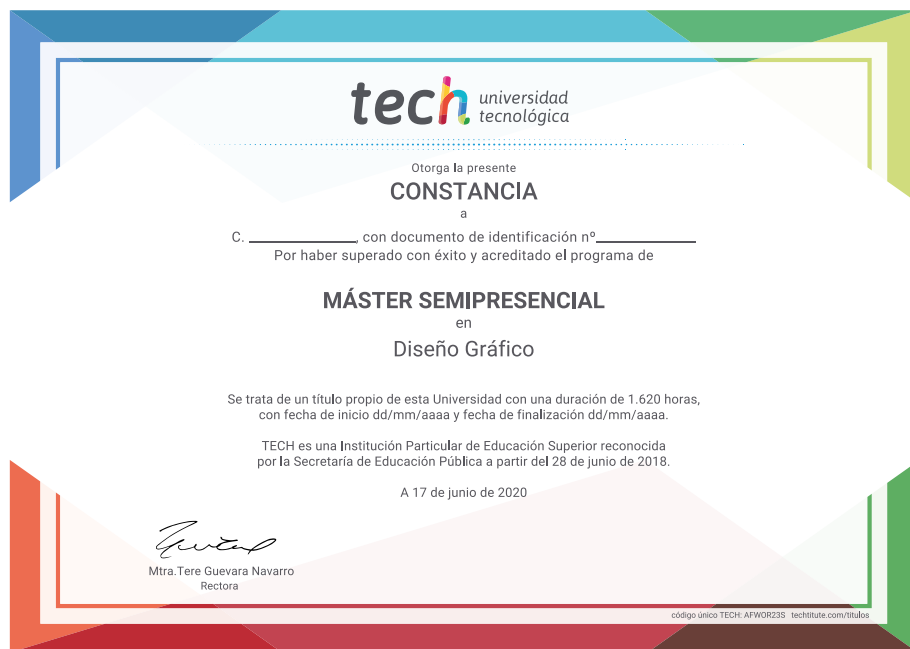 tech universidad
tecnológica
Otorga la presente
CONSTANCIA
a
C. ____________, con documento de identificación nº___________
Por haber superado con éxito y acreditado el programa de
MÁSTER SEMIPRESENCIAL
en
Diseño Gráfico
Se trata de un título propio de esta Universidad con una duración de 1.620 horas,
con fecha de inicio dd/mm/aaaa y fecha de finalización dd/mm/aaaa.
TECH es una Institución Particular de Educación Superior reconocida
por la Secretaría de Educación Pública a partir del 28 de junio de 2018.
A 17 de junio de 2020
Mtra.Tere Guevara Navarro
Rectora
código único TECH: AFWOR23S techtitute.com/titulos